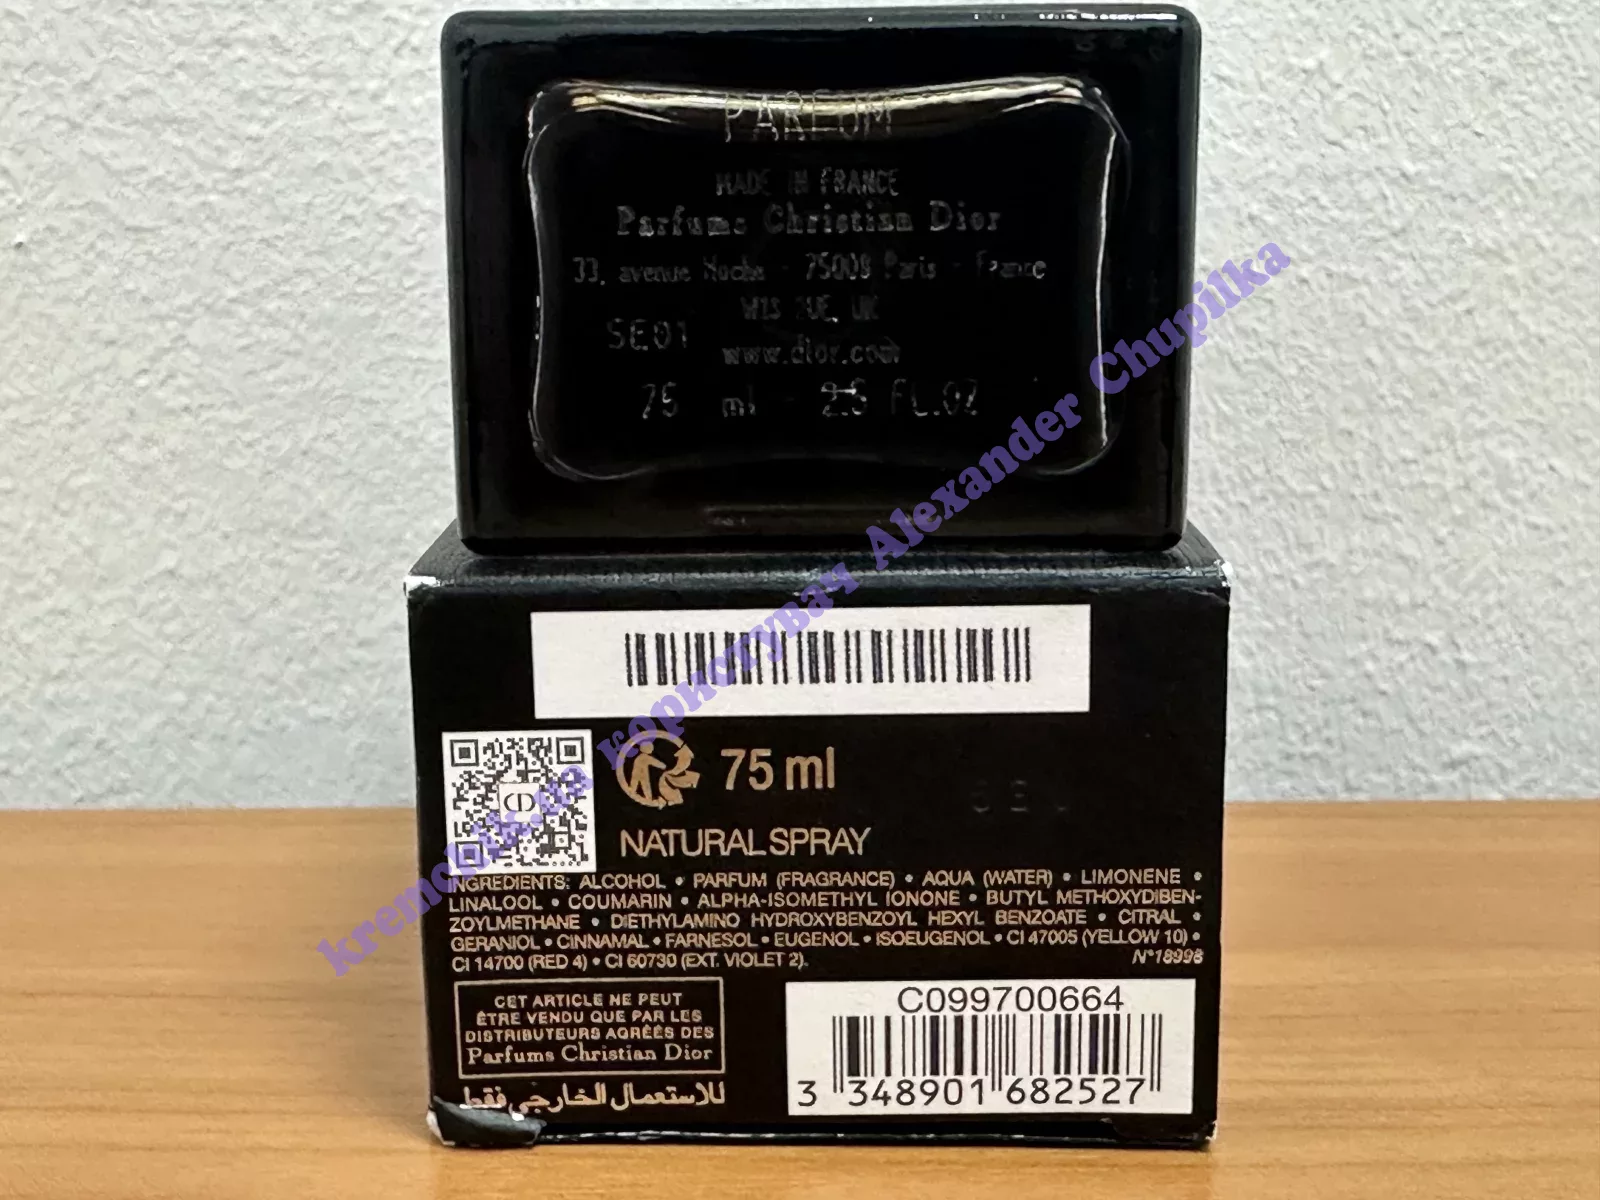 PARFUM
MADE IN FRANCE
Parfums Christian Dior
33, avenue Hoche - 75008 Paris - France
SE01
www.dior.com
75 ml - 2.5 FL.OZ
75 ml
NATURAL SPRAY
INGREDIENTS: ALCOHOL • PARFUM (FRAGRANCE) • AQUA (WATER) • LIMONENE •
LINALOOL • COUMARIN • ALPHA-ISOMETHYL IONONE • BUTYL METHOXYDIBEN-
ZOYLMETHANE • DIETHYLAMINO HYDROXYBENZOYL HEXYL BENZOATE • CITRAL •
GERANIOL • CINNAMAL • FARNESOL • EUGENOL • ISOEUGENOL • CI 47005 (YELLOW 10) •
CI 14700 (RED 4) • CI 60730 (EXT. VIOLET 2).
N°18998
CET ARTICLE NE PEUT
ÊTRE VENDU QUE PAR LES
DISTRIBUTEURS AGRÉÉS DES
Parfums Christian Dior
للاستعمال الخارجي فقط
C099700664
3 348901 682527
kremchik.ua користувач Alexander Chupilka